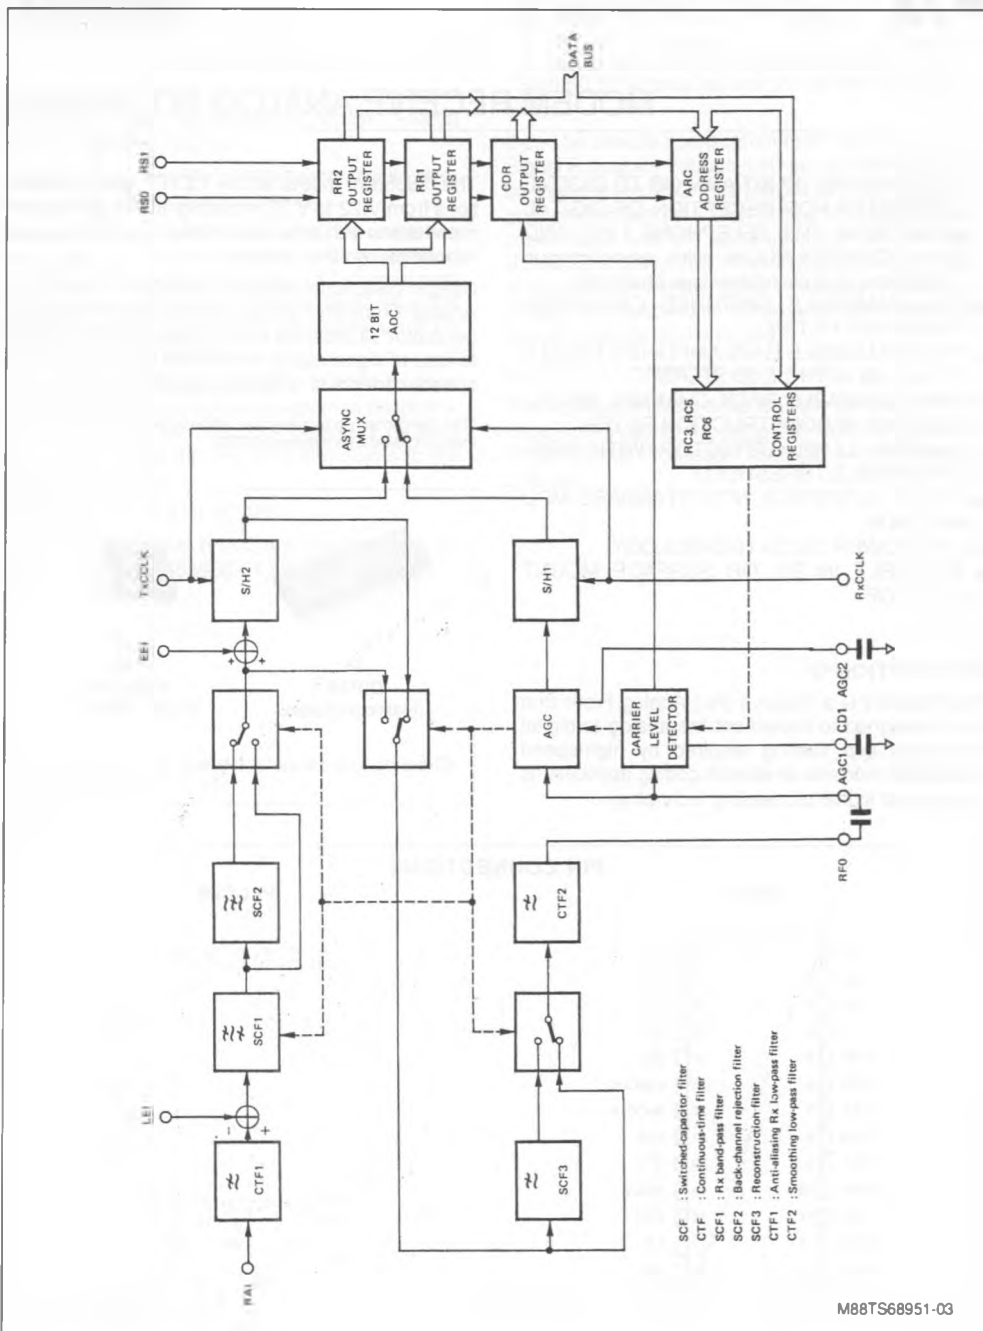 RAI
CTF1
LEI
-
+
SCF1
SCF2
EEI
+
+
TxCCLK
S/H2
ASYNC
MUX
12 BIT
ADC
RS0
RS1
RR2
OUTPUT
REGISTER
RR1
OUTPUT
REGISTER
CDR
OUTPUT
REGISTER
ARC
ADDRESS
REGISTER
DATA
BUS
SCF3
CTF2
AGC
S/H1
CARRIER
LEVEL
DETECTOR
RC3, RC5
RC6
CONTROL
REGISTERS
RF0
AGC1
CD1
AGC2
RxCCLK
SCF : Switched-capacitor filter
CTF : Continuous-time filter
SCF1 : Rx band-pass filter
SCF2 : Back-channel rejection filter
SCF3 : Reconstruction filter
CTF1 : Anti-aliasing Rx low-pass filter
CTF2 : Smoothing low-pass filter
M88TS68951-03